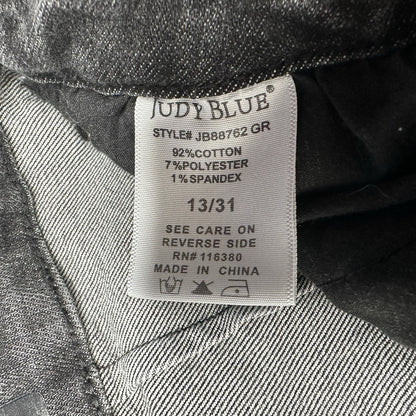 JUDY BLUE®
STYLE# JB88762 GR
92%COTTON
7%POLYESTER
1%SPANDEX
13/31
SEE CARE ON
REVERSE SIDE
RN# 116380
MADE IN CHINA